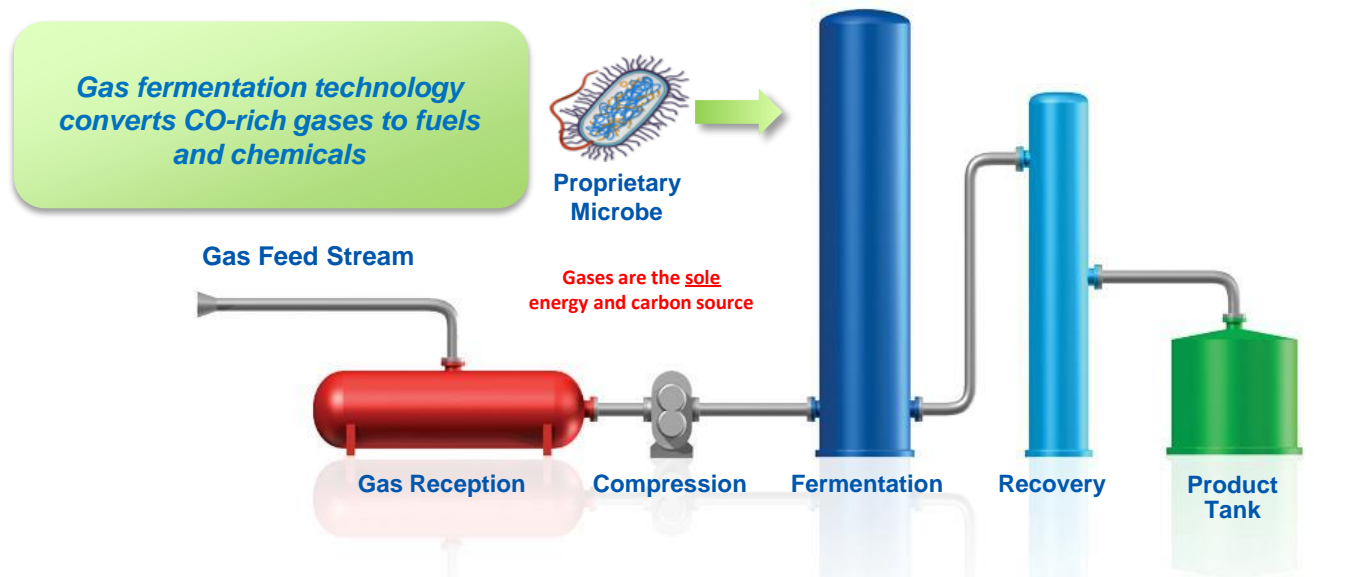 Gas fermentation technology
converts CO-rich gases to fuels
and chemicals
Proprietary
Microbe
Gas Feed Stream
Gases are the sole
energy and carbon source
Gas Reception
Compression
Fermentation
Recovery
Product
Tank